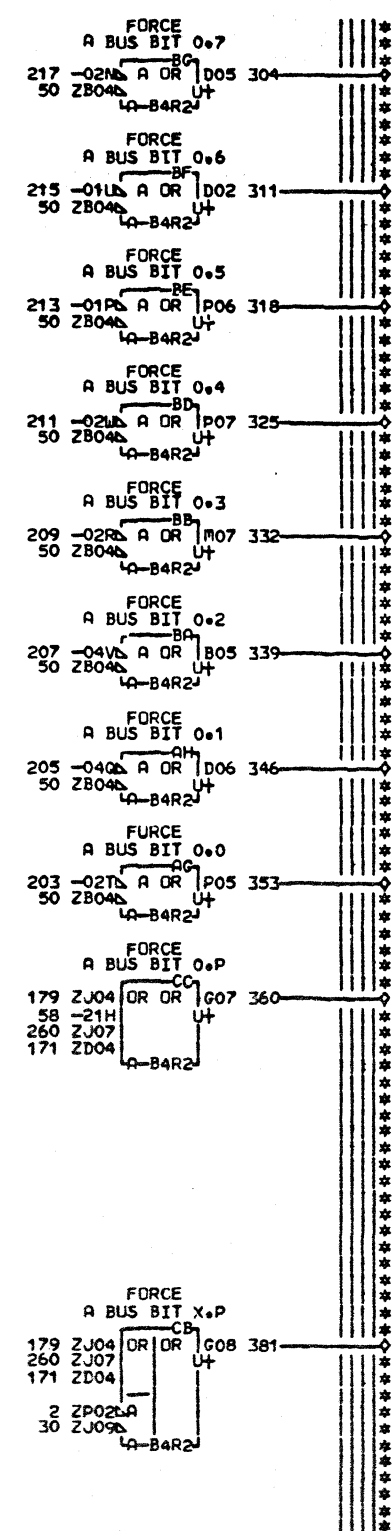 FORCE
A BUS BIT 0.7
BG
217 -02N A OR D05 304
50 ZB04 U+
A-B4R2
FORCE
A BUS BIT 0.6
BF
215 -01U A OR D02 311
50 ZB04 U+
A-B4R2
FORCE
A BUS BIT 0.5
BE
213 -01P A OR P06 318
50 ZB04 U+
A-B4R2
FORCE
A BUS BIT 0.4
BD
211 -02W A OR P07 325
50 ZB04 U+
A-B4R2
FORCE
A BUS BIT 0.3
BB
209 -02R A OR M07 332
50 ZB04 U+
A-B4R2
FORCE
A BUS BIT 0.2
BA
207 -04V A OR B05 339
50 ZB04 U+
A-B4R2
FORCE
A BUS BIT 0.1
AH
205 -04Q A OR D06 346
50 ZB04 U+
A-B4R2
FURCE
A BUS BIT 0.0
AG
203 -02T A OR P05 353
50 ZB04 U+
A-B4R2
FORCE
A BUS BIT 0.P
CC
179 ZJ04 OR OR G07 360
58 -21H U+
260 ZJ07
171 ZD04
A-B4R2
FORCE
A BUS BIT X.P
CB
179 ZJ04 OR OR G08 381
260 ZJ07 U+
171 ZD04
2 ZP02 A
30 ZJ09
A-B4R2